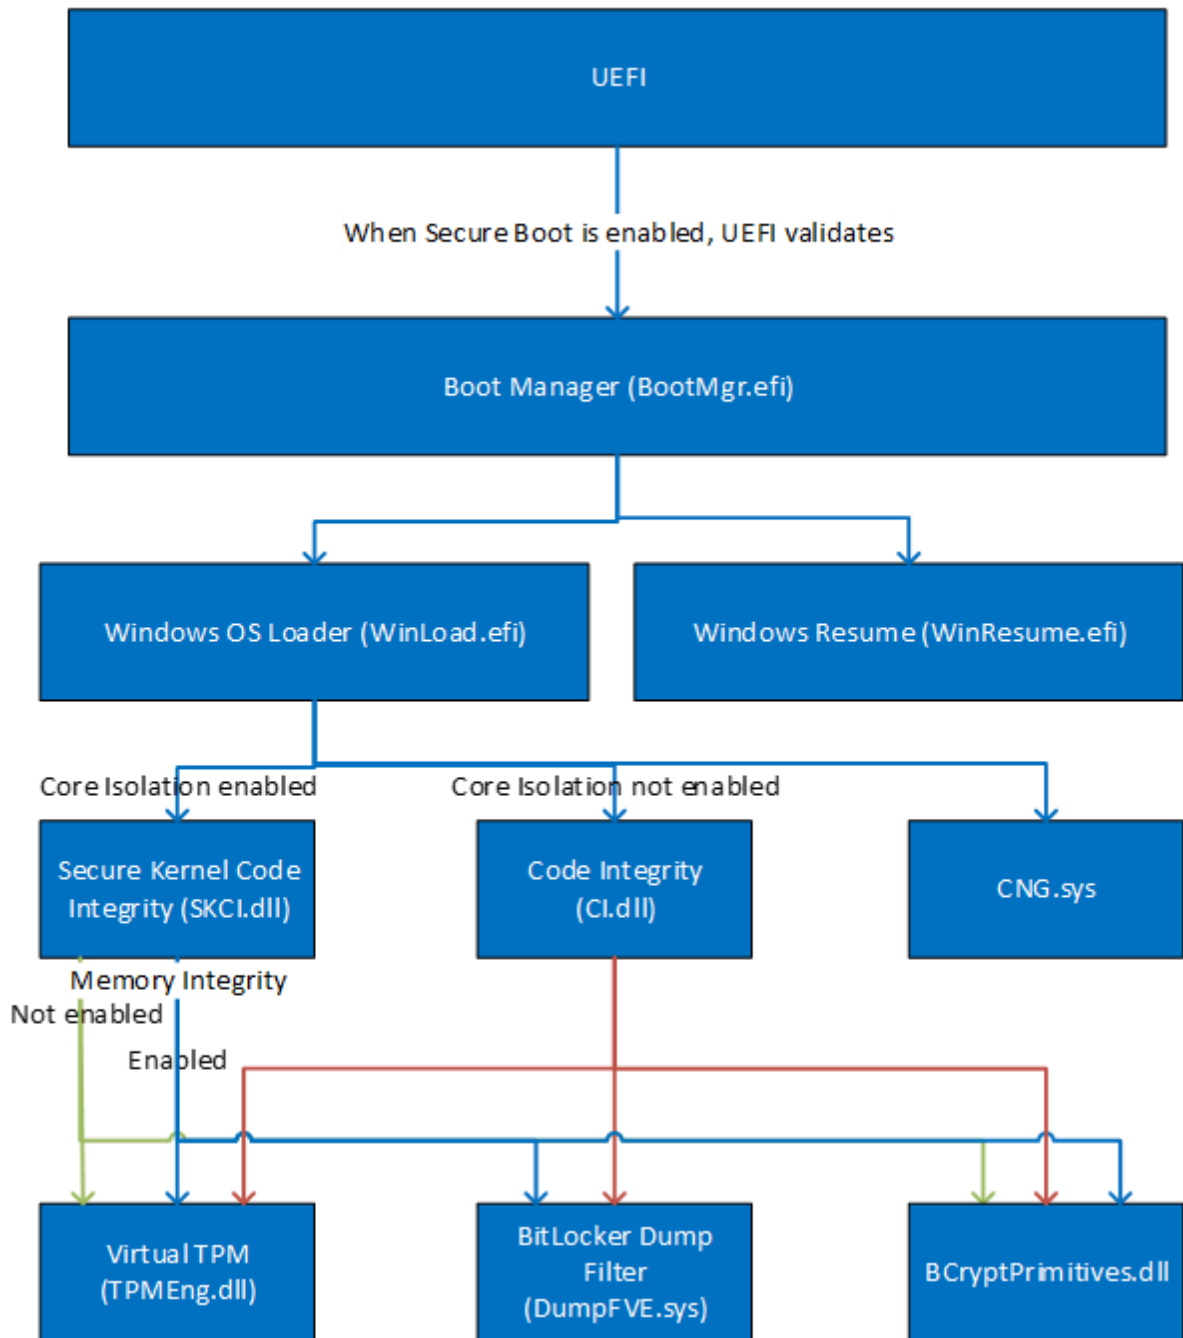 UEFI
When Secure Boot is enabled, UEFI validates
Boot Manager (BootMgr.efi)
Windows OS Loader (WinLoad.efi)
Windows Resume (WinResume.efi)
Core Isolation enabled
Core Isolation not enabled
Secure Kernel Code
Integrity (SKCI.dll)
Code Integrity
(CI.dll)
CNG.sys
Memory Integrity
Not enabled
Enabled
Virtual TPM
(TPMEng.dll)
BitLocker Dump
Filter
(DumpFVE.sys)
BCryptPrimitives.dll